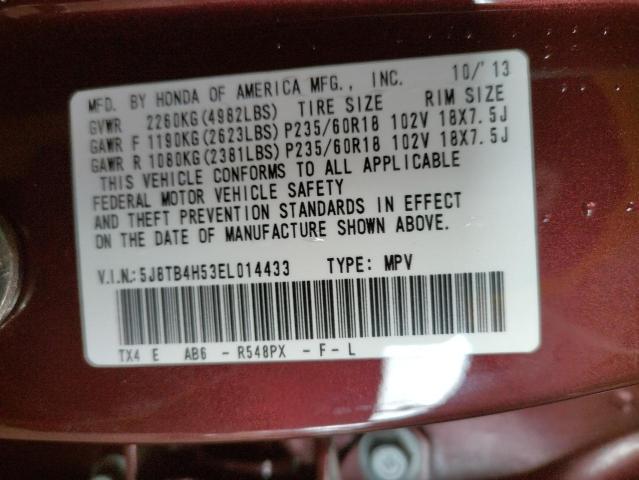 MFD. BY HONDA OF AMERICA MFG., INC. 10/'13
GVWR 2260KG(4982LBS) TIRE SIZE RIM SIZE
GAWR F 1190KG(2623LBS) P235/60R18 102V 18X7.5J
GAWR R 1080KG(2381LBS) P235/60R18 102V 18X7.5J
THIS VEHICLE CONFORMS TO ALL APPLICABLE
FEDERAL MOTOR VEHICLE SAFETY
AND THEFT PREVENTION STANDARDS IN EFFECT
ON THE DATE OF MANUFACTURE SHOWN ABOVE.
V.I.N.: 5J8TB4H53EL014433 TYPE: MPV
TX4 E AB6 - R548PX - F - L